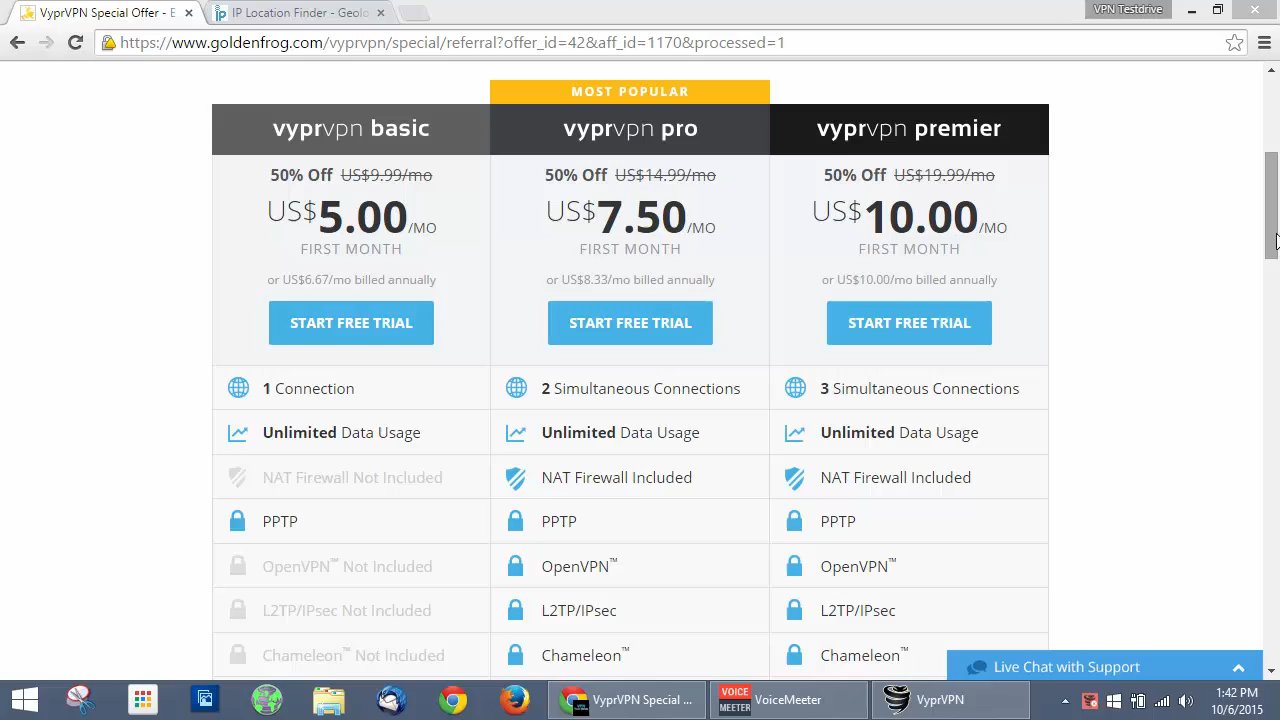 VyprVPN Special Offer - E
IP Location Finder - Geolo
VPN Testdrive
https://www.goldenfrog.com/vyprvpn/special/referral?offer_id=42&aff_id=1170&processed=1
MOST POPULAR
vyprvpn basic
vyprvpn pro
vyprvpn premier
50% Off US$9.99/mo
50% Off US$14.99/mo
50% Off US$19.99/mo
US$5.00/MO
US$7.50/MO
US$10.00/MO
FIRST MONTH
FIRST MONTH
FIRST MONTH
or US$6.67/mo billed annually
or US$8.33/mo billed annually
or US$10.00/mo billed annually
START FREE TRIAL
START FREE TRIAL
START FREE TRIAL
1 Connection
2 Simultaneous Connections
3 Simultaneous Connections
Unlimited Data Usage
Unlimited Data Usage
Unlimited Data Usage
NAT Firewall Not Included
NAT Firewall Included
NAT Firewall Included
PPTP
PPTP
PPTP
OpenVPN™ Not Included
OpenVPN™
OpenVPN™
L2TP/IPsec Not Included
L2TP/IPsec
L2TP/IPsec
Chameleon™ Not Included
Chameleon™
Chameleon™
Live Chat with Support
VyprVPN Special ...
VOICE MEETER
VoiceMeeter
VyprVPN
1:42 PM
10/6/2015